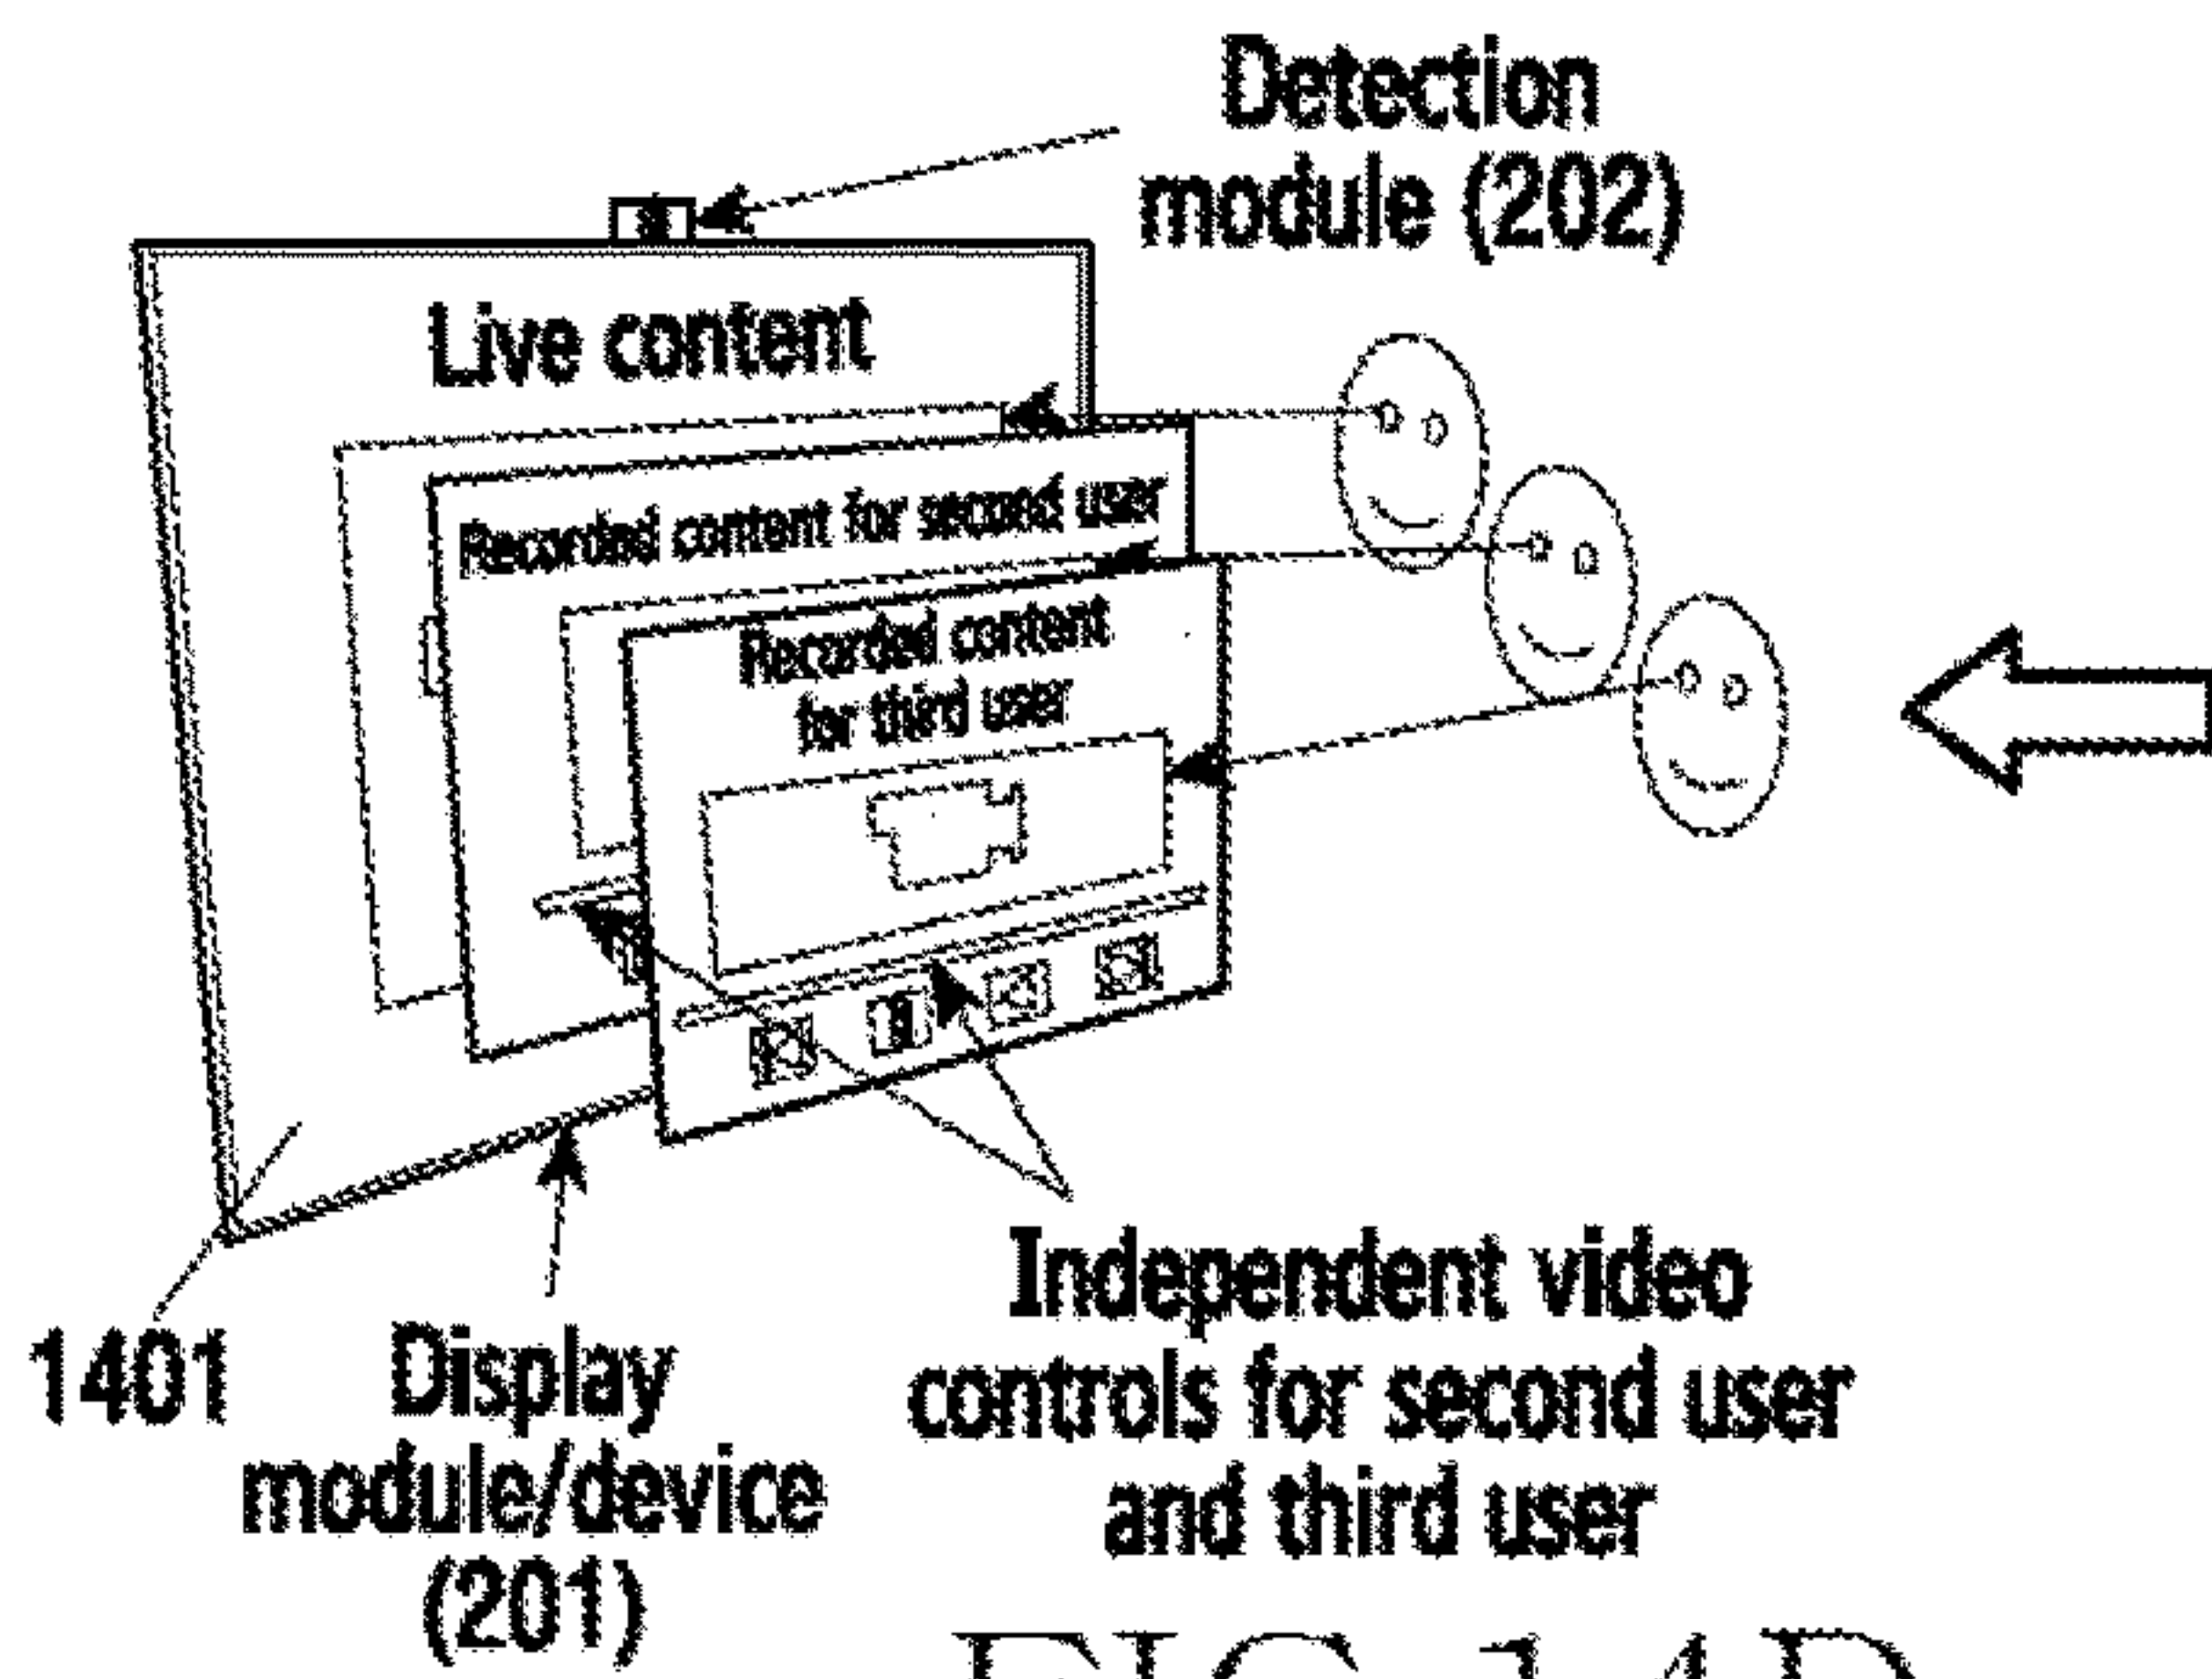 Detection
module (202)
Live content
Recorded content for second user
Recorded content
for third user
Independent video
controls for second user
and third user
1401
Display
module/device
(201)